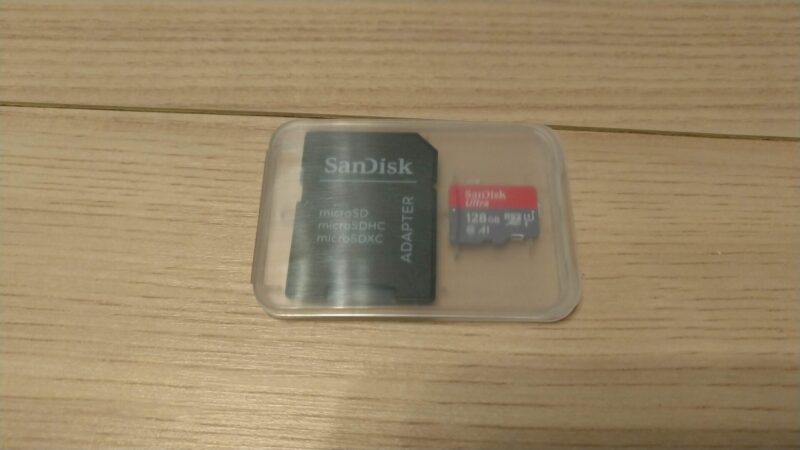 SanDisk
microSD
microSDHC
microSDXC
ADAPTER
SanDisk
Ultra
128GB
A1